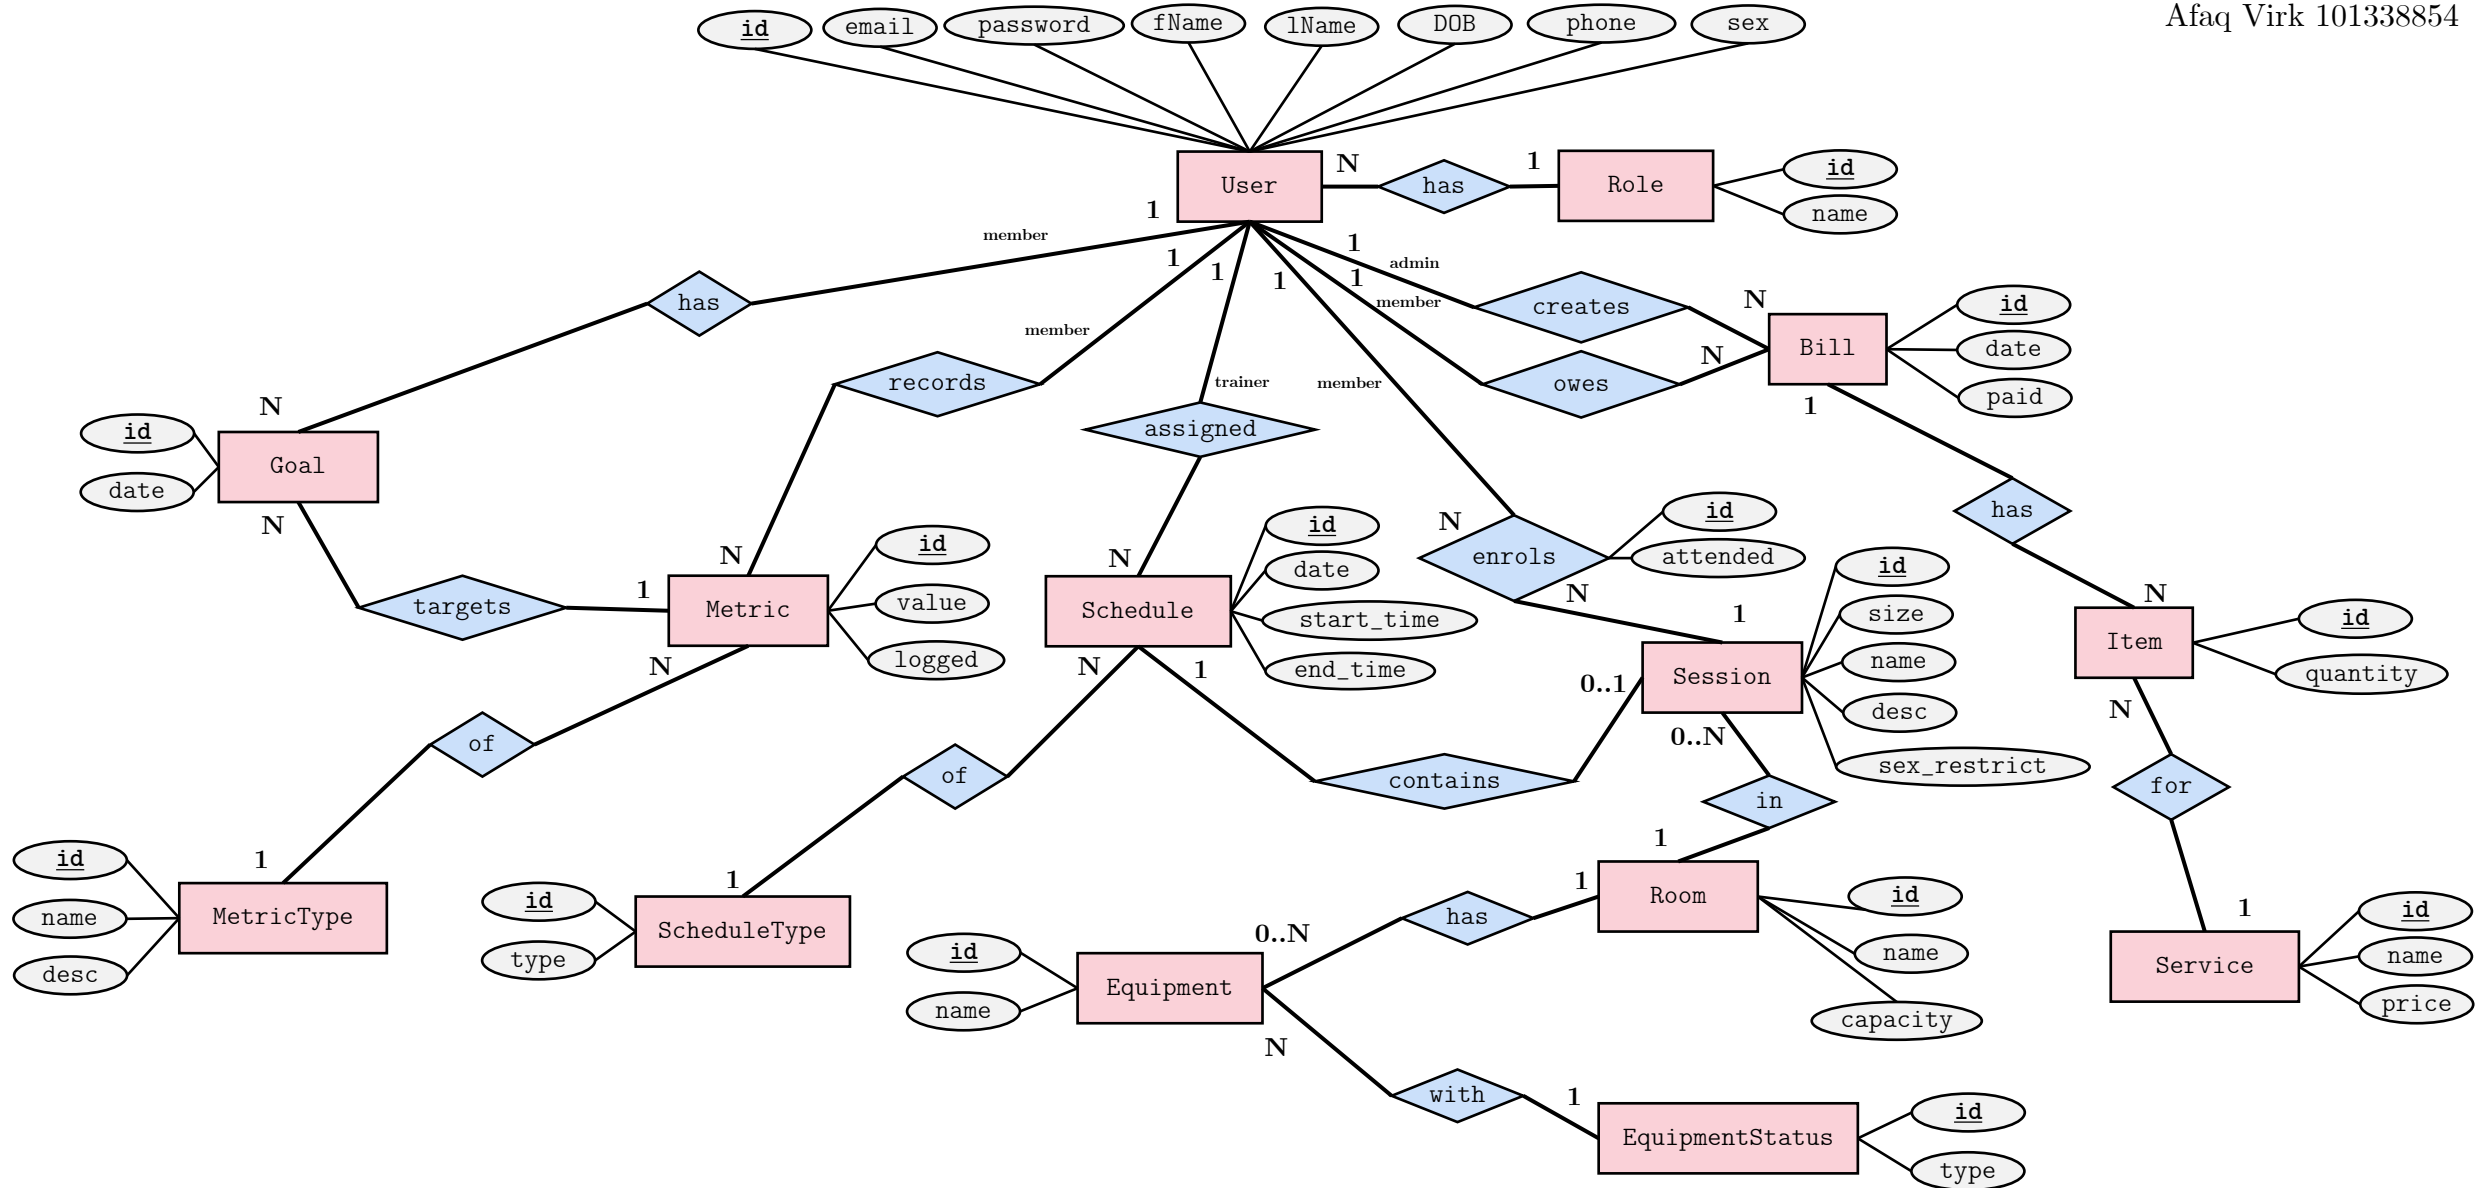 Afaq Virk 101338854
id email password fName lName DOB phone sex
User N has 1 Role
id
name
1
member
1
1
1
1
admin
1
member
has
creates
N
Bill
id
date
paid
member
records
trainer
member
owes
N
1
assigned
N
id
date
Goal
N
has
N
id
date
start_time
end_time
N
enrols
N
id
attended
targets
1
N
Metric
id
value
logged
N
N
Schedule
N
1
1
0..1
Session
id
size
name
desc
sex_restrict
0..N
N
Item
id
quantity
N
of
of
contains
in
for
1
id
name
desc
MetricType
1
id
type
ScheduleType
1
1
Room
id
name
capacity
has
0..N
id
name
Equipment
N
1
Service
id
name
price
with
1
EquipmentStatus
id
type